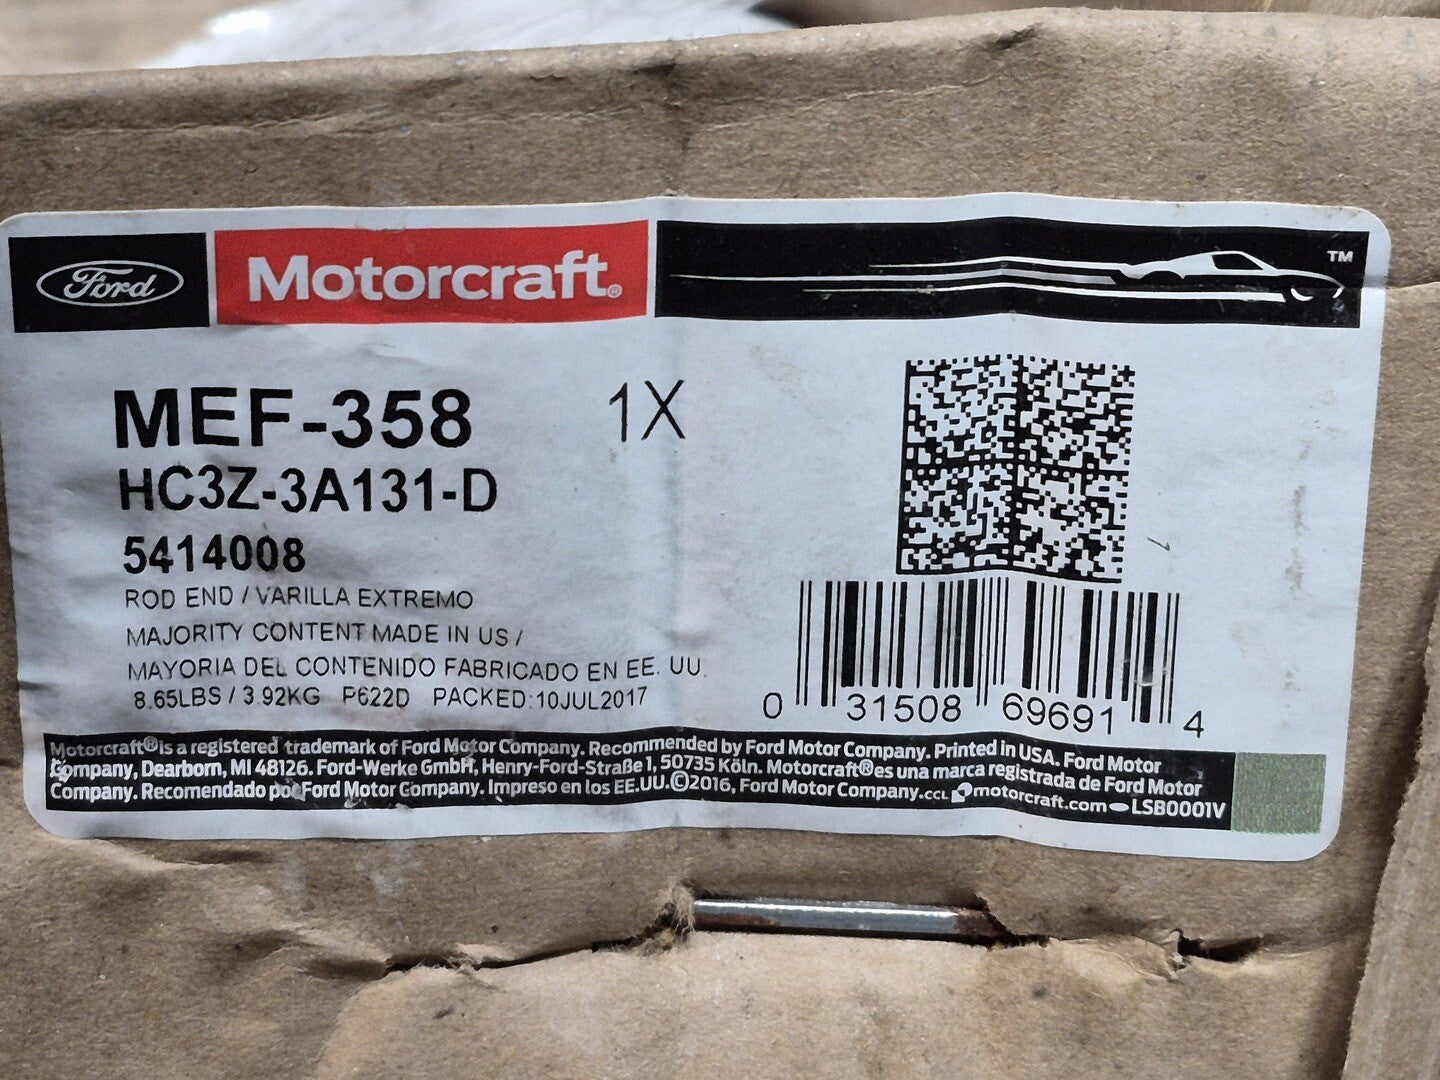 Ford Motorcraft® TM
MEF-358 1X
HC3Z-3A131-D
5414008
ROD END / VARILLA EXTREMO
MAJORITY CONTENT MADE IN US /
MAYORIA DEL CONTENIDO FABRICADO EN EE. UU.
8.65LBS / 3.92KG P622D PACKED:10JUL2017
0 31508 69691 4
Motorcraft® is a registered trademark of Ford Motor Company. Recommended by Ford Motor Company. Printed in USA. Ford Motor
Company, Dearborn, MI 48126. Ford-Werke GmbH, Henry-Ford-Straße 1, 50735 Köln. Motorcraft® es una marca registrada de Ford Motor
Company. Recomendado por Ford Motor Company. Impreso en los EE.UU. ©2016, Ford Motor Company. CCL motorcraft.com LSB0001V